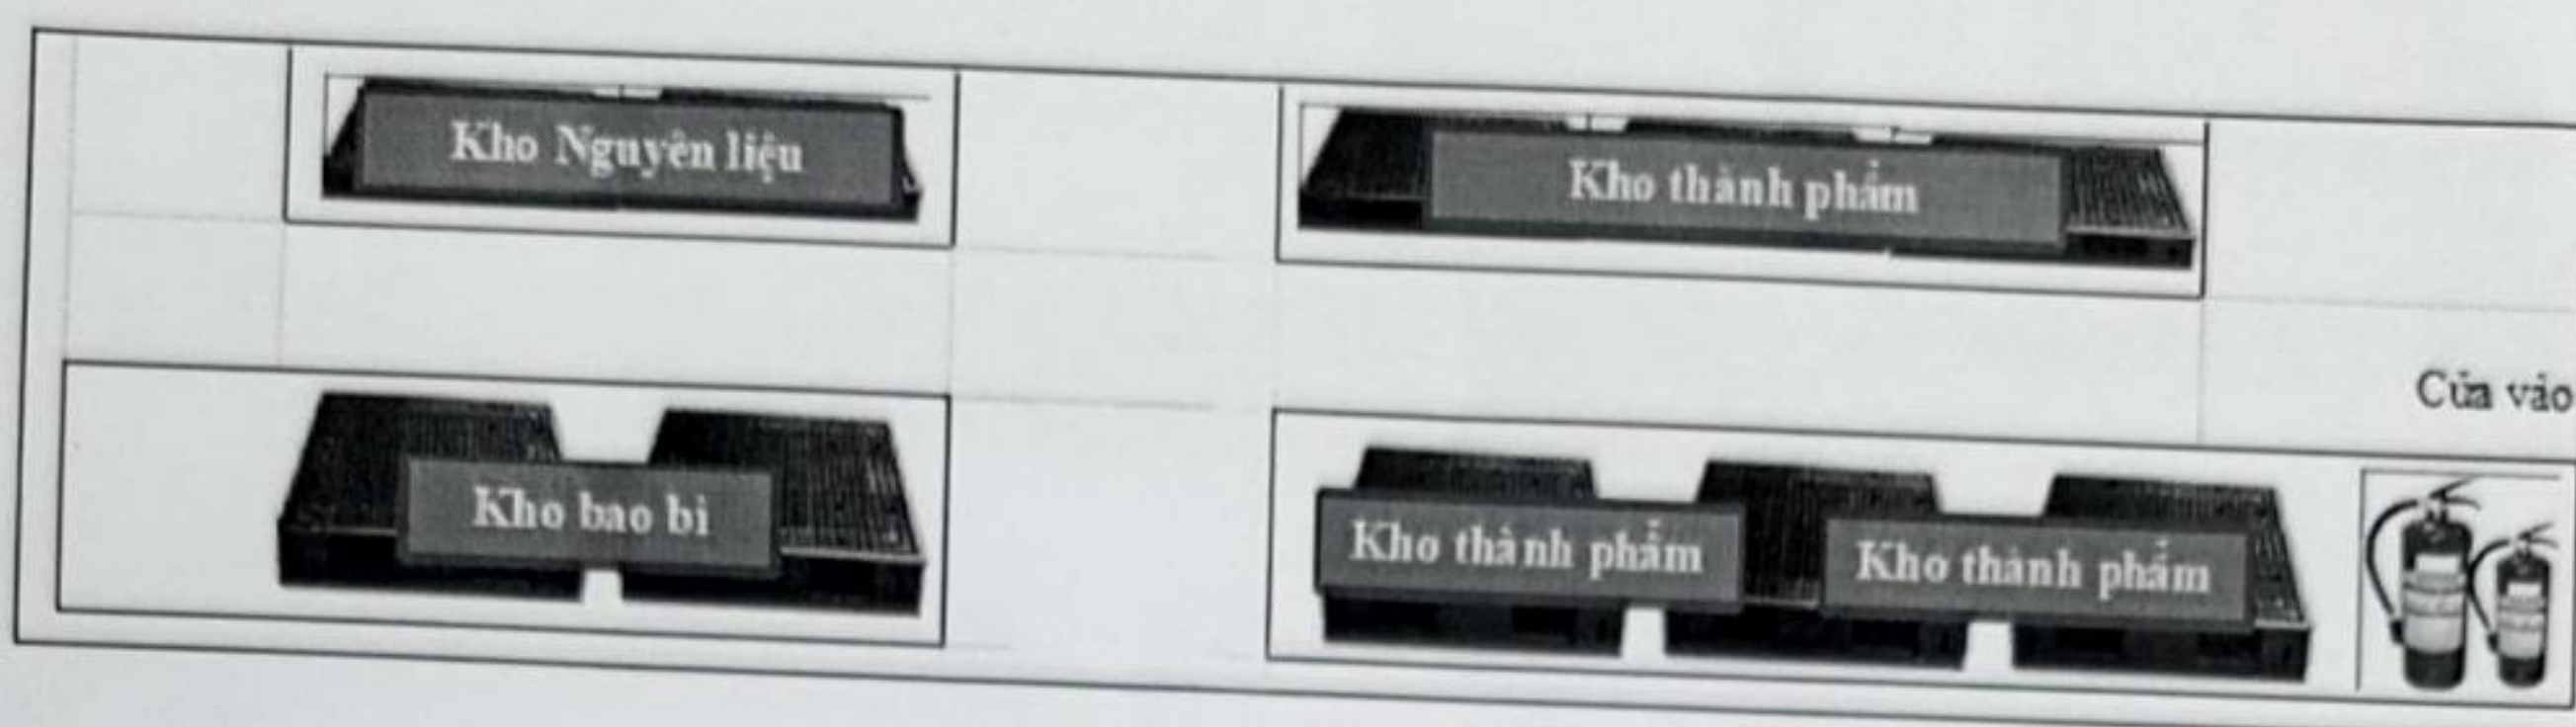 Kho Nguyên liệu
Kho thành phẩm
Cửa vào
Kho bao bì
Kho thành phẩm
Kho thành phẩm